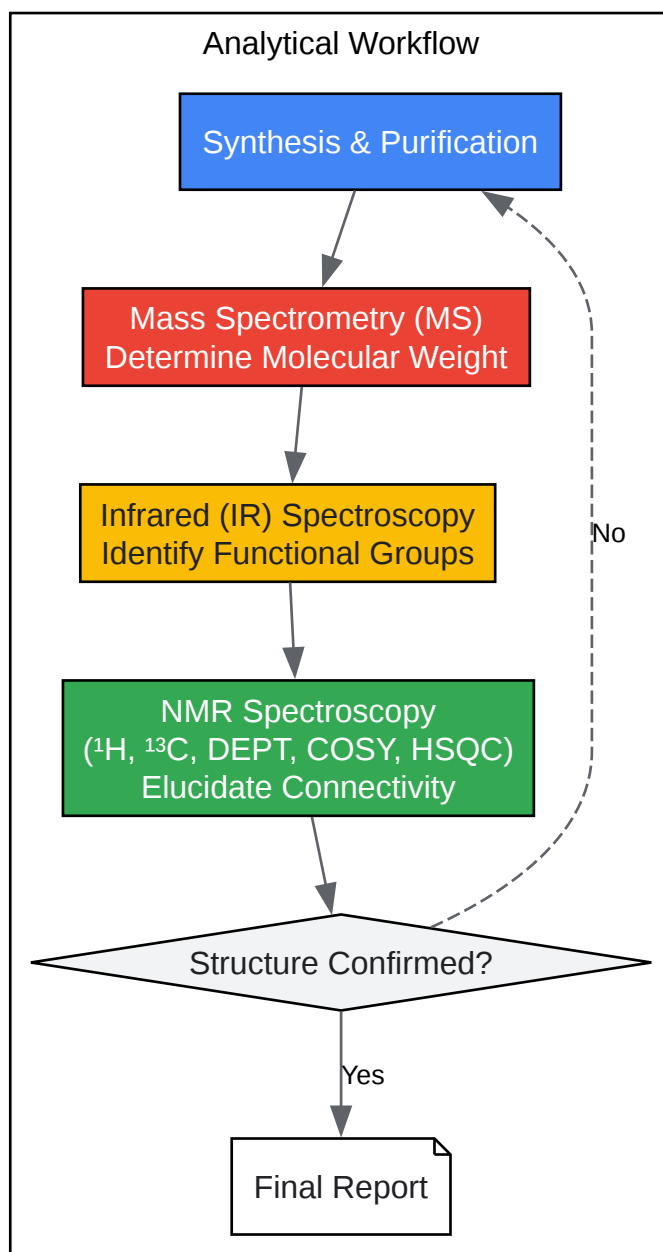 Analytical Workflow
Synthesis & Purification
Mass Spectrometry (MS)
Determine Molecular Weight
Infrared (IR) Spectroscopy
Identify Functional Groups
No
NMR Spectroscopy
(¹H, ¹³C, DEPT, COSY, HSQC)
Elucidate Connectivity
Structure Confirmed?
Yes
Final Report